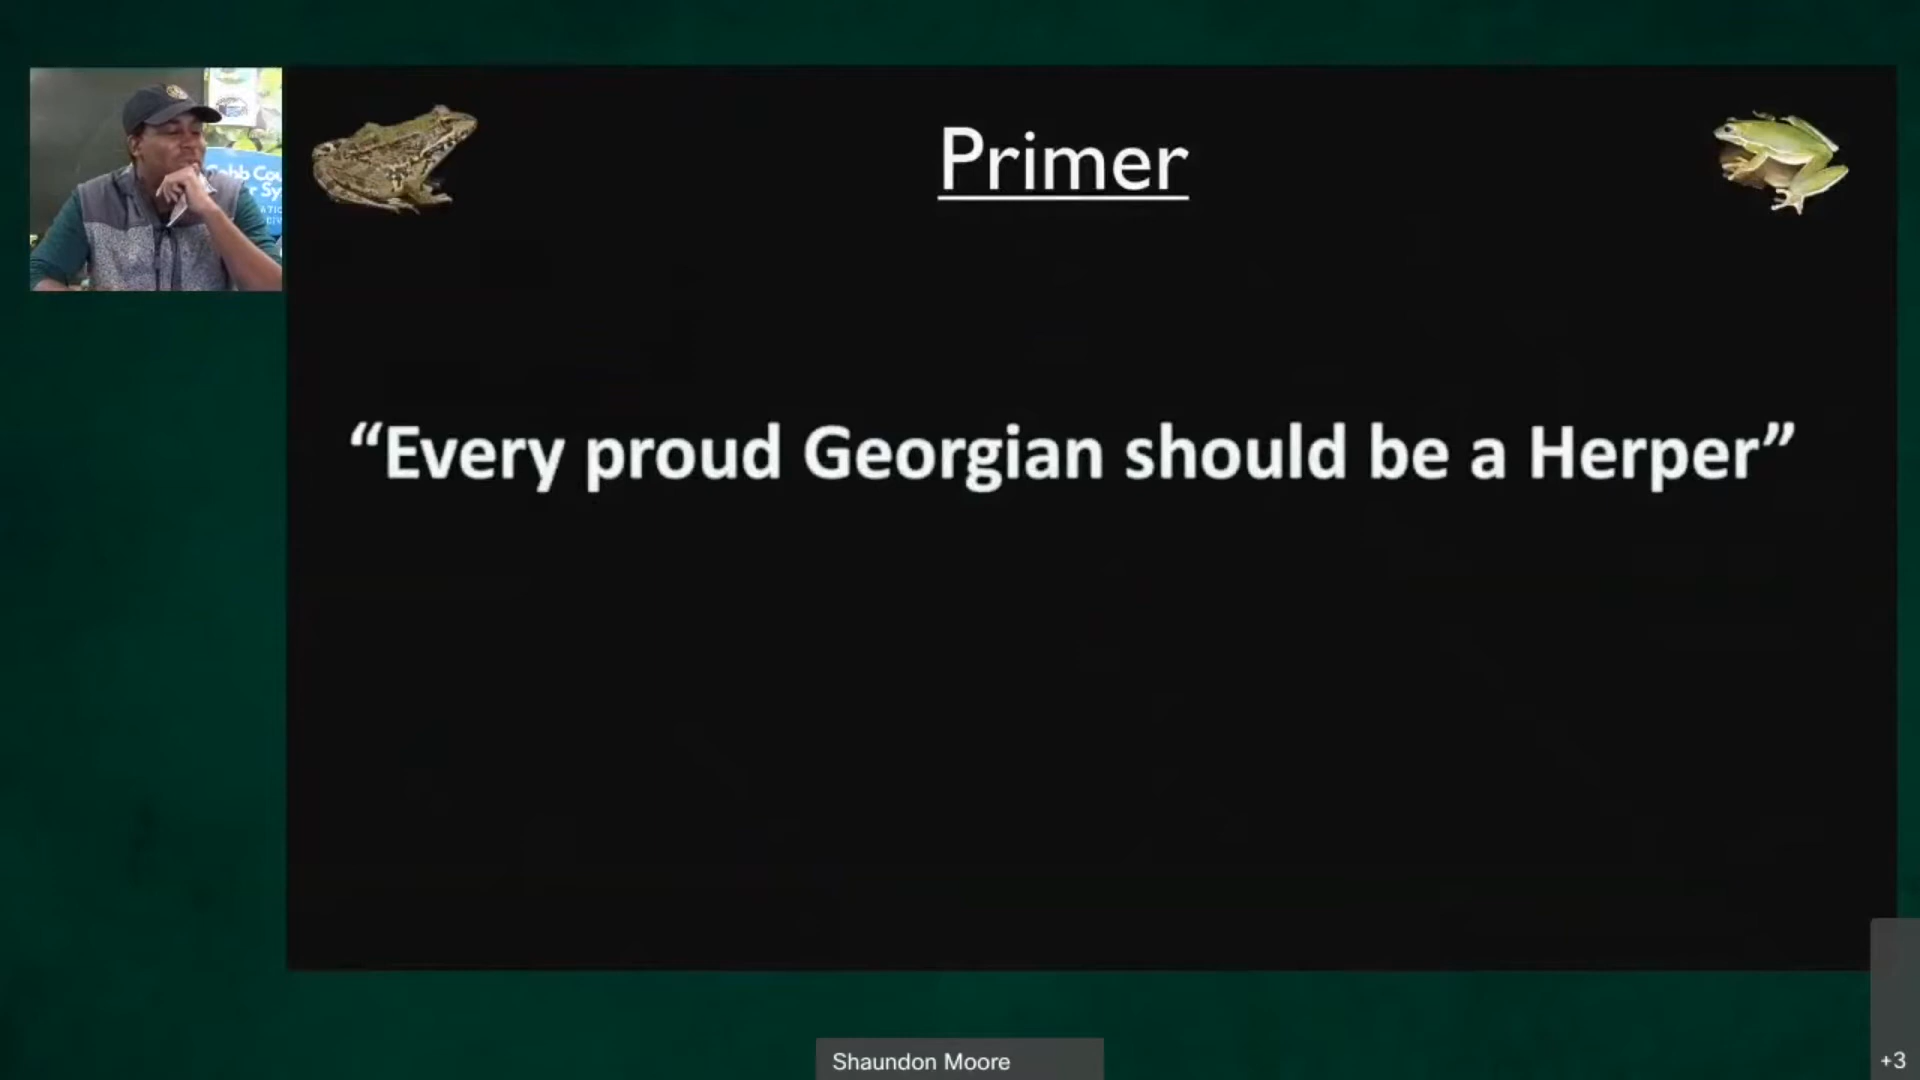 Primer
“Every proud Georgian should be a Herper”
Shaundon Moore
+3